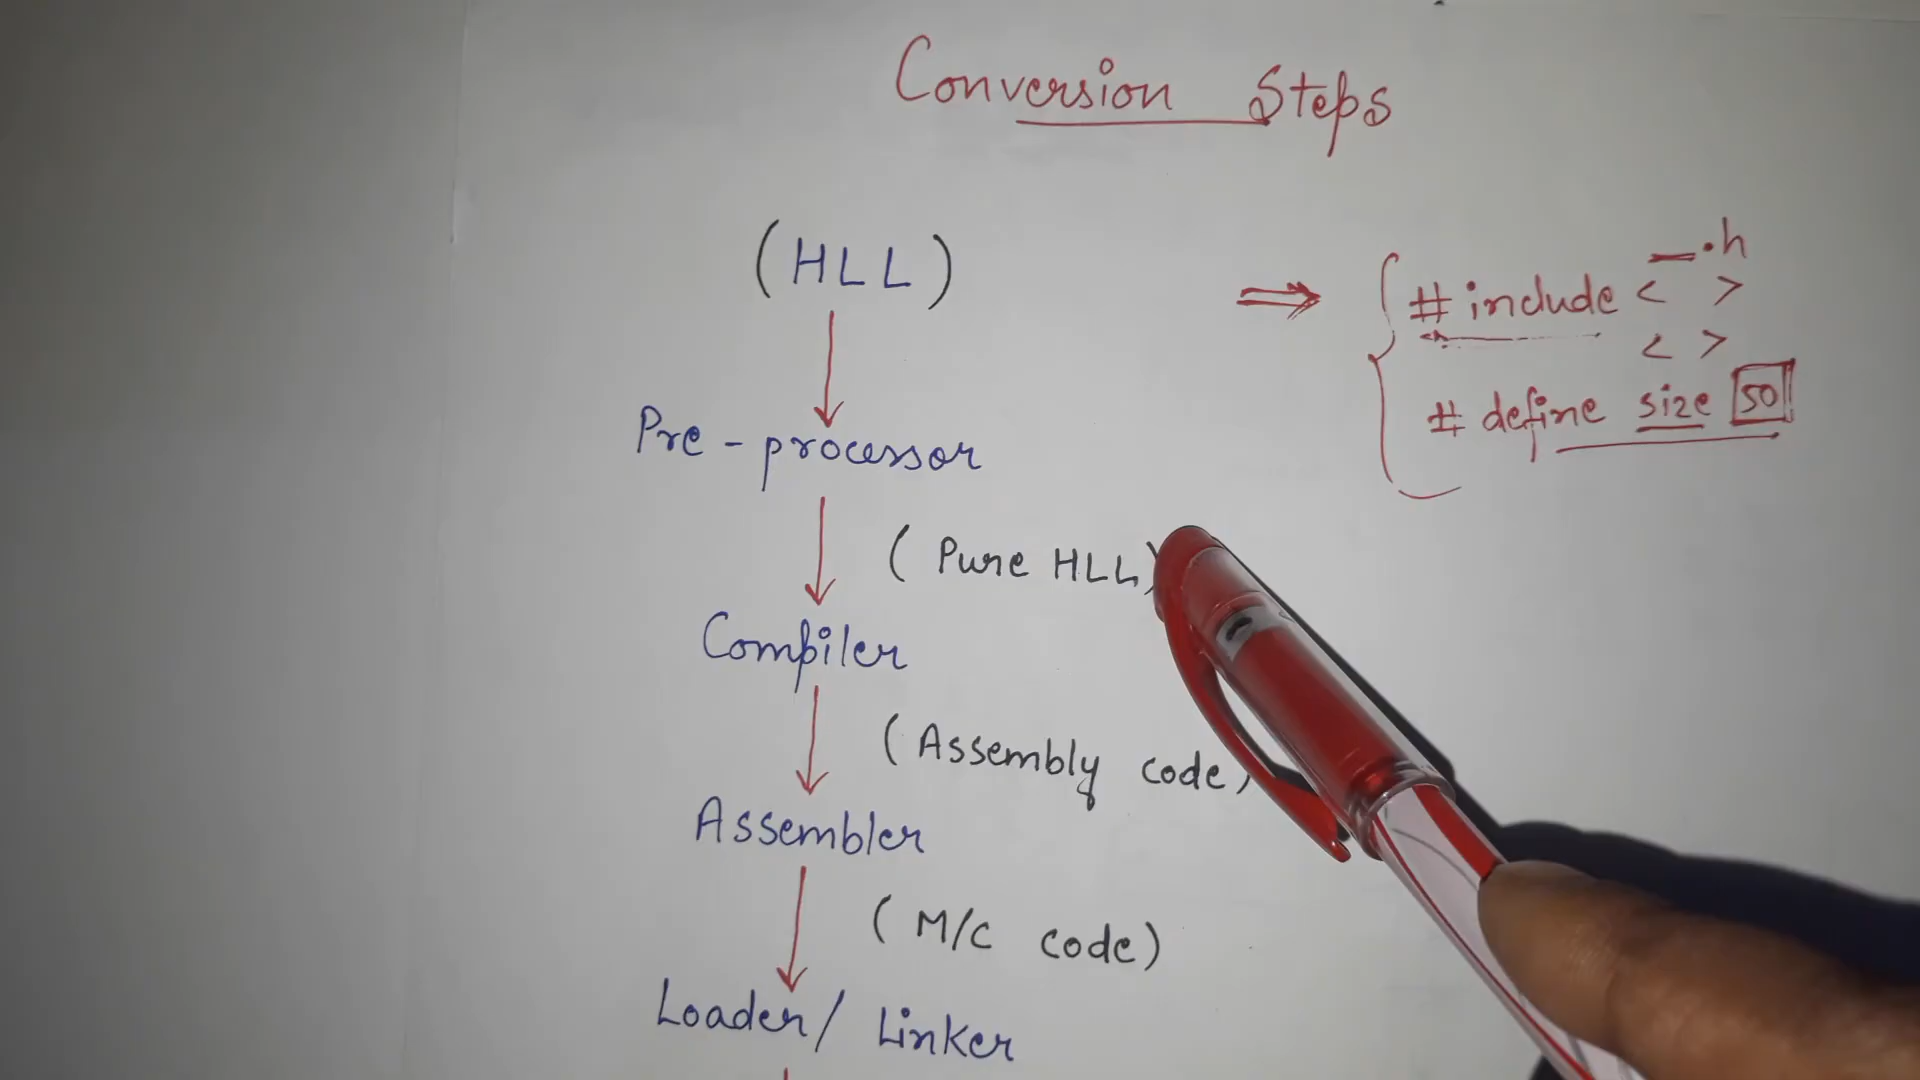 Conversion Steps
(HLL)
Pre-processor
(Pure HLL)
Compiler
(Assembly code)
Assembler
(M/C code)
Loader/ Linker
⇒ { _.h
# include < >
< >
# define size 50